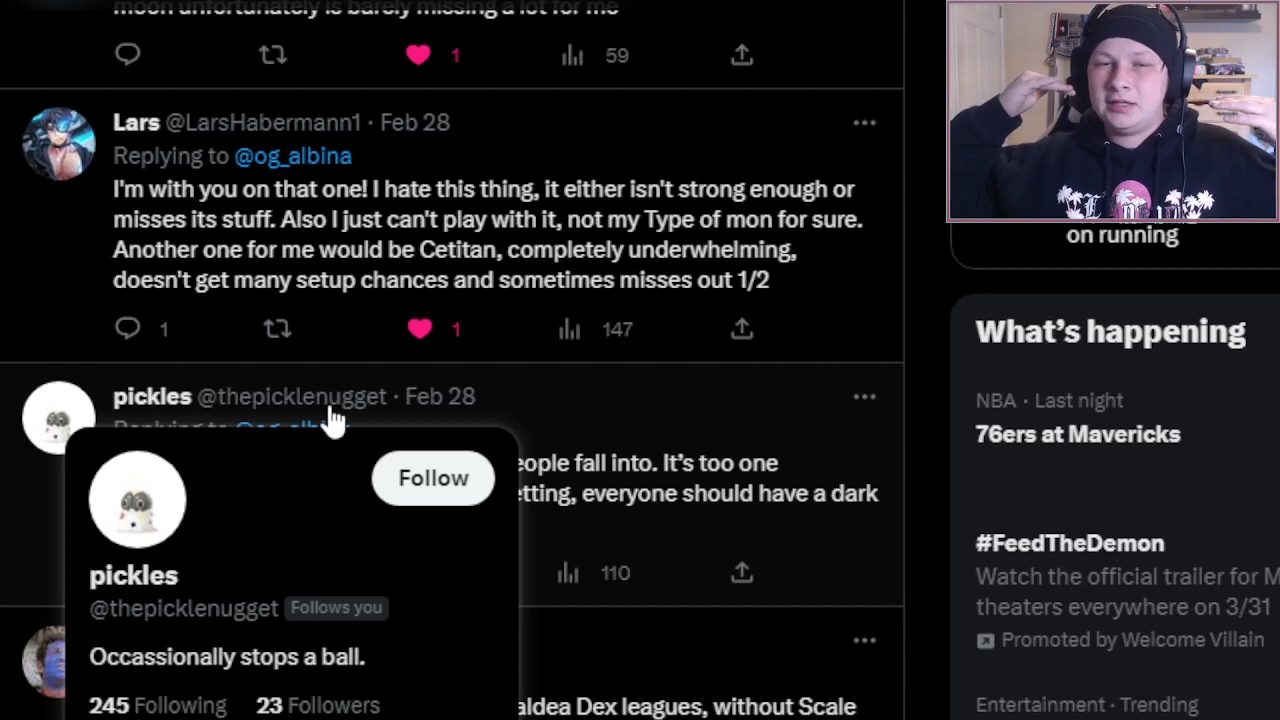 moon unfortunately is barely missing a lot for me
1
59
Lars @LarsHabermann1 · Feb 28
Replying to @og_albina
I'm with you on that one! I hate this thing, it either isn't strong enough or
misses its stuff. Also I just can't play with it, not my Type of mon for sure.
Another one for me would be Cetitan, completely underwhelming,
doesn't get many setup chances and sometimes misses out 1/2
1
1
147
pickles @thepicklenugget · Feb 28
Replying to @og_albina
eople fall into. It's too one
etting, everyone should have a dark
110
Follow
pickles
@thepicklenugget Follows you
Occassionally stops a ball.
245 Following 23 Followers
aldea Dex leagues, without Scale
on running
What's happening
NBA · Last night
76ers at Mavericks
#FeedTheDemon
Watch the official trailer for M
theaters everywhere on 3/31
Promoted by Welcome Villain
Entertainment · Trending